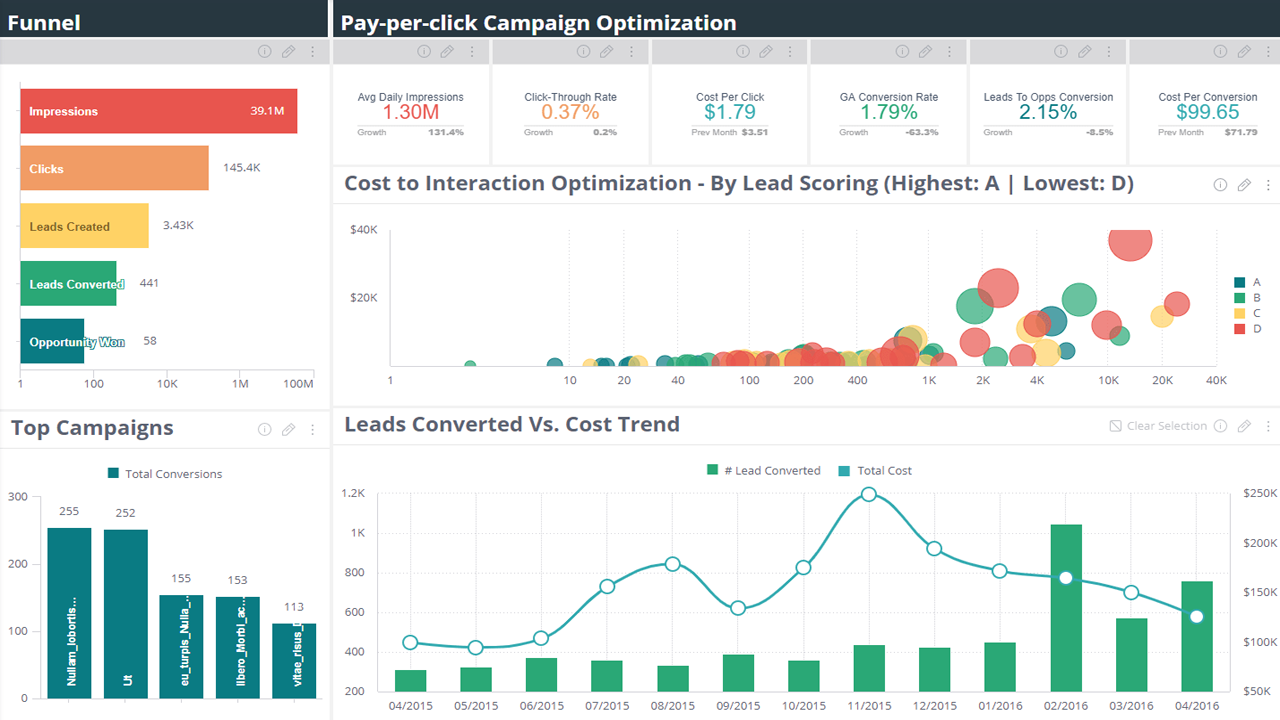 Funnel
Pay-per-click Campaign Optimization
Impressions 39.1M
Clicks 145.4K
Leads Created 3.43K
Leads Converted 441
Opportunity Won 58
1 100 10K 1M 100M
Avg Daily Impressions
1.30M
Growth 131.4%
Click-Through Rate
0.37%
Growth 0.2%
Cost Per Click
$1.79
Prev Month $3.51
GA Conversion Rate
1.79%
Growth -63.3%
Leads To Opps Conversion
2.15%
Growth -8.5%
Cost Per Conversion
$99.65
Prev Month $71.79
Cost to Interaction Optimization - By Lead Scoring (Highest: A | Lowest: D)
$40K
$20K
1 10 20 40 100 200 400 1K 2K 4K 10K 20K 40K
A
B
C
D
Top Campaigns
Total Conversions
300
200
100
0
255
252
155
153
113
Nullam_lobortis...
Ut
eu_turpis_Nulla_...
libero_Morbi_ac...
vitae_risus_
Leads Converted Vs. Cost Trend
Clear Selection
# Lead Converted Total Cost
1.2K
1K
800
600
400
200
$250K
$200K
$150K
$100K
$50K
04/2015 05/2015 06/2015 07/2015 08/2015 09/2015 10/2015 11/2015 12/2015 01/2016 02/2016 03/2016 04/2016